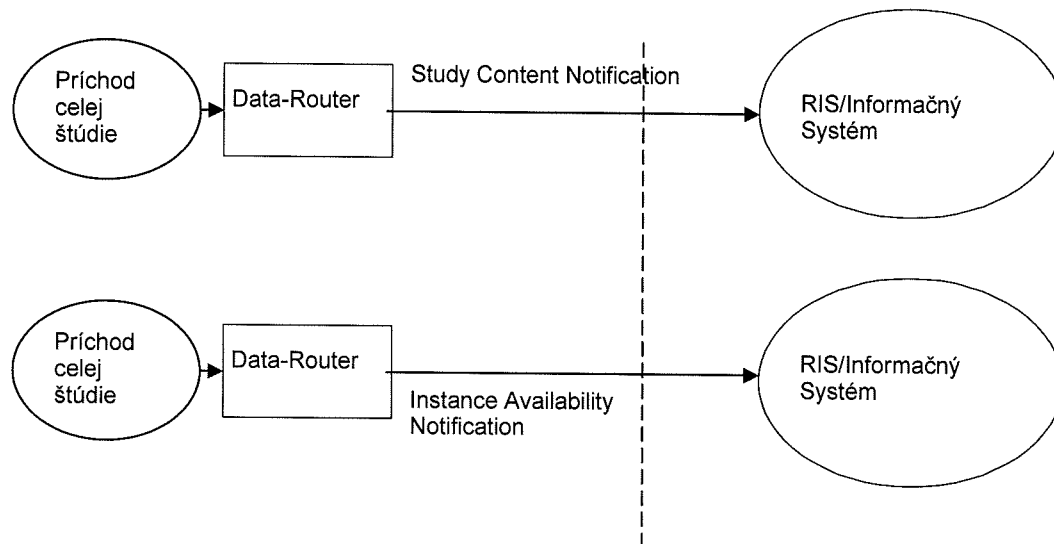 Príchod
celej
štúdie
Data-Router
Study Content Notification
RIS/Informačný
Systém
Príchod
celej
štúdie
Data-Router
Instance Availability
Notification
RIS/Informačný
Systém